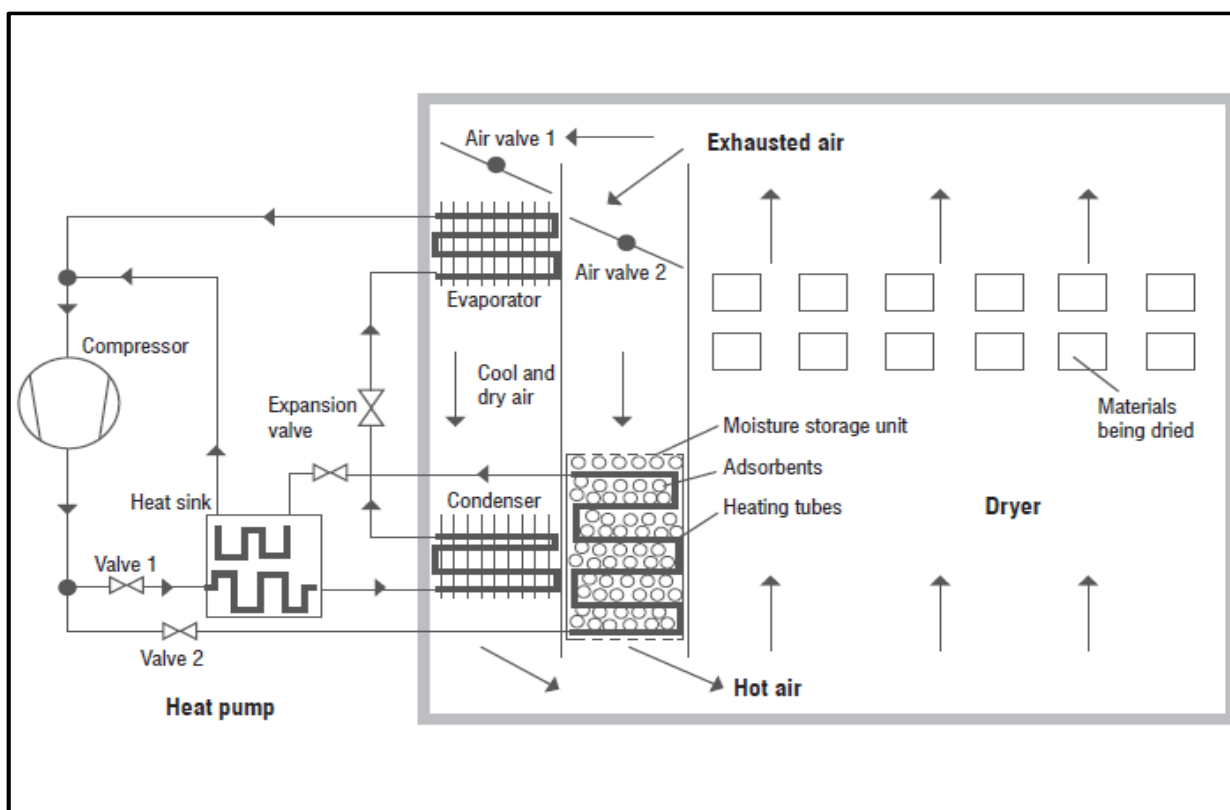 Air valve 1
Exhausted air
Air valve 2
Evaporator
Compressor
Cool and
dry air
Expansion
valve
Materials
being dried
Moisture storage unit
Adsorbents
Heat sink
Condenser
Heating tubes
Dryer
Valve 1
Valve 2
Hot air
Heat pump